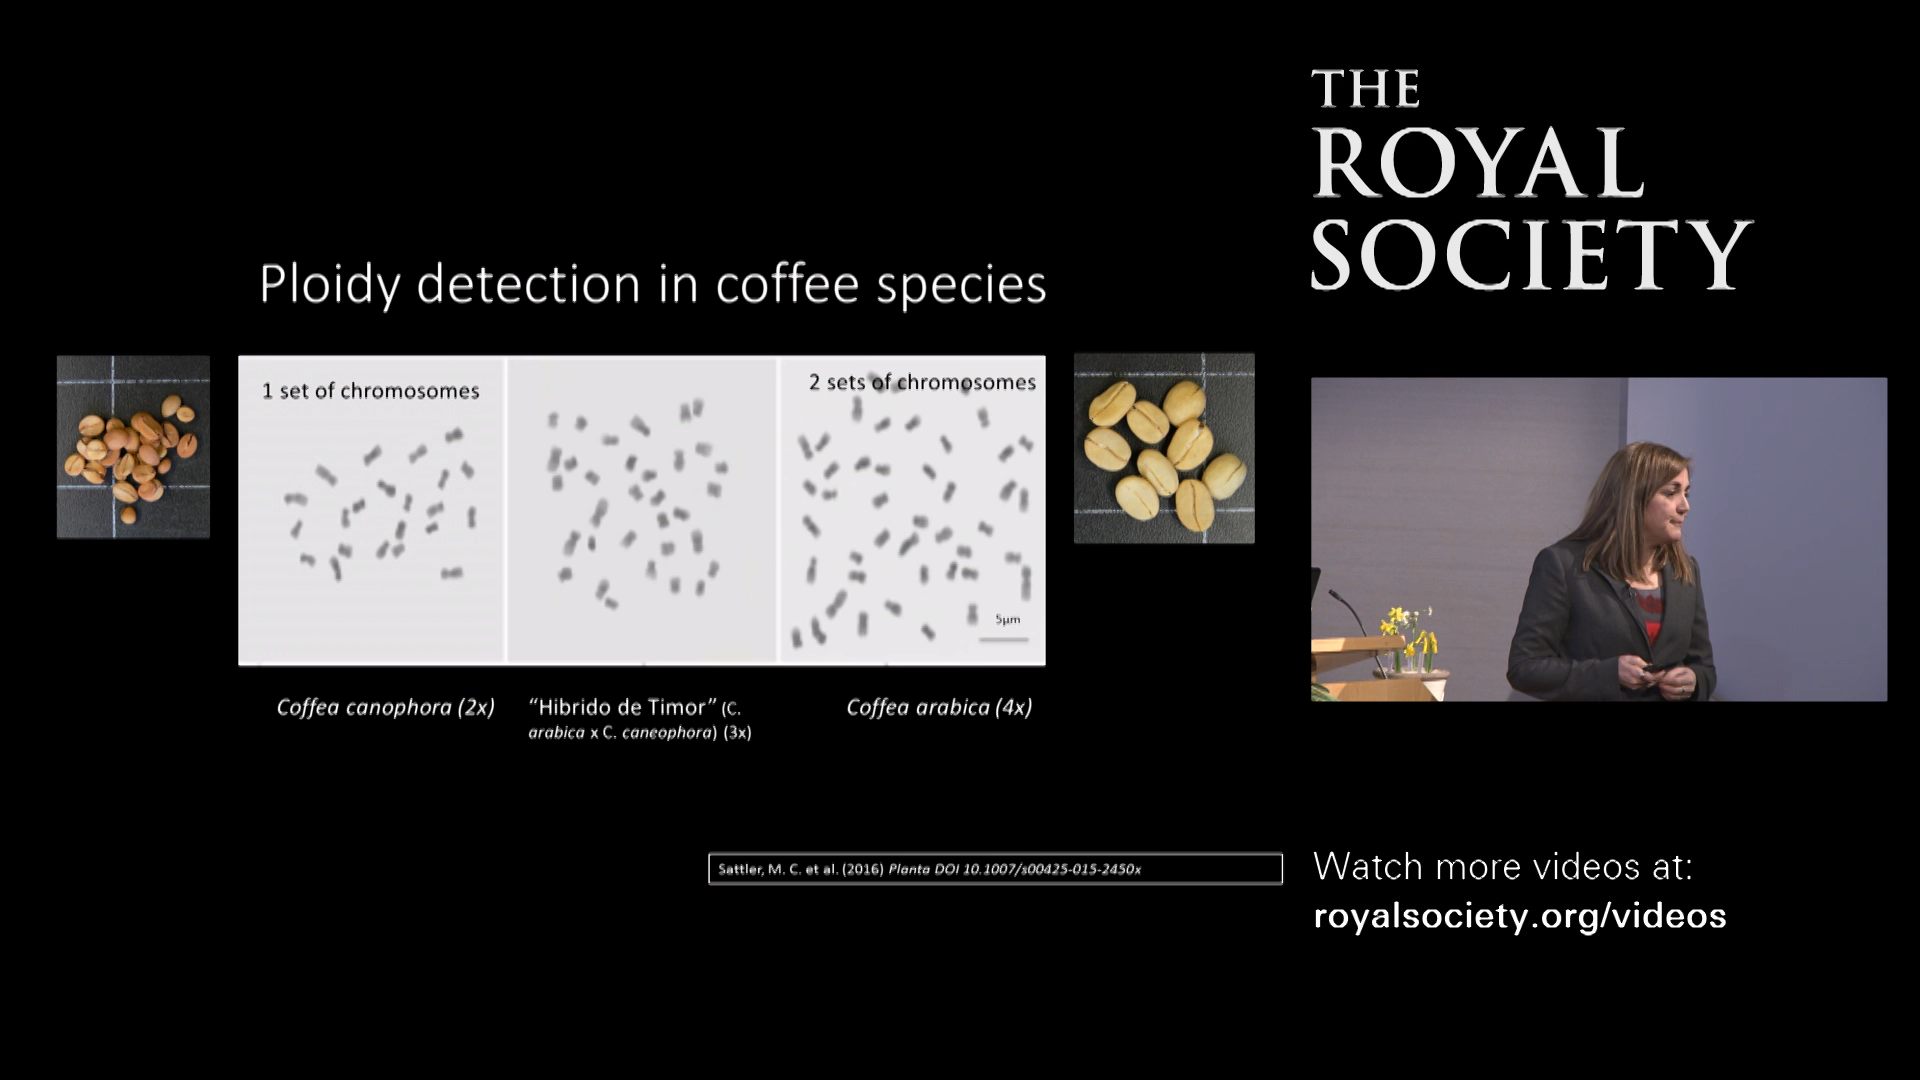 THE
ROYAL
SOCIETY
Ploidy detection in coffee species
1 set of chromosomes
2 sets of chromosomes
5µm
Coffea canophora (2x)
“Hibrido de Timor” (C.
arabica x C. caneophora) (3x)
Coffea arabica (4x)
Sattler, M. C. et al. (2016) Planta DOI 10.1007/s00425-015-2450x
Watch more videos at:
royalsociety.org/videos